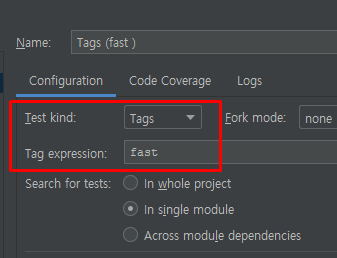 Name: Tags (fast )
Configuration Code Coverage Logs
Test kind: Tags Fork mode: none
Tag expression: fast
Search for tests: In whole project
In single module
Across module dependencies